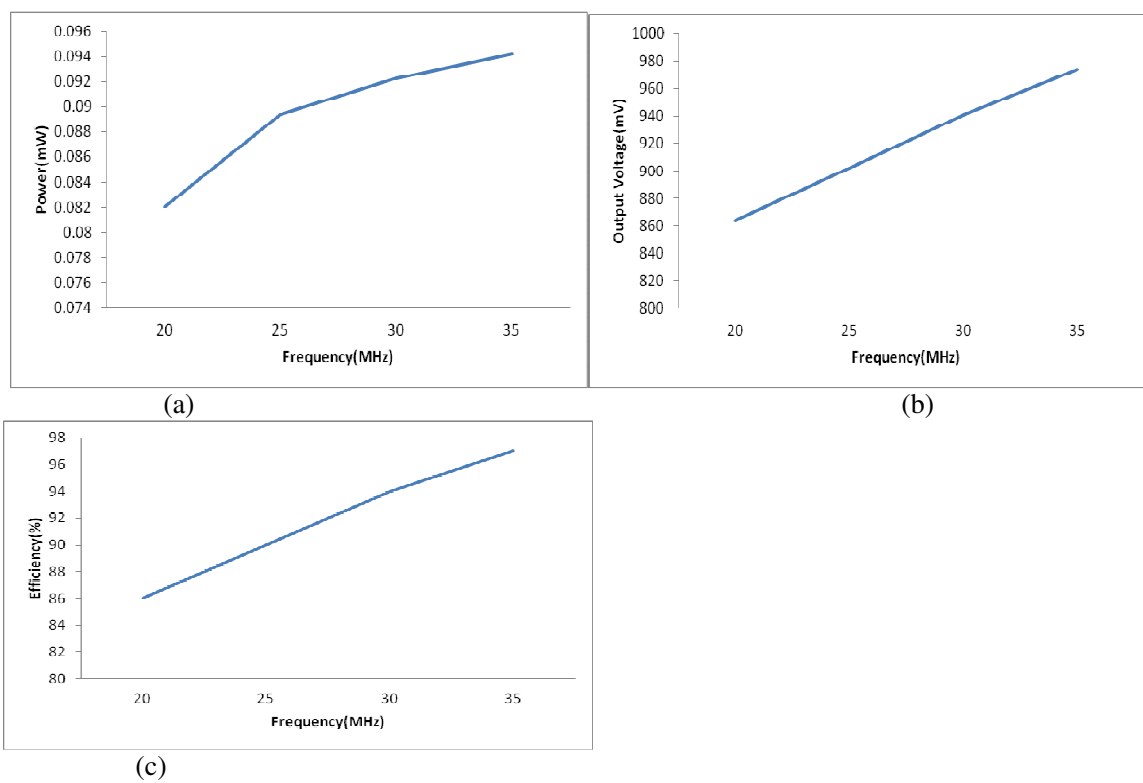 0.096
0.094
0.092
0.09
0.088
0.086
0.084
0.082
0.08
0.078
0.076
0.074
Power(mW)
20 25 30 35
Frequency(MHz)
(a)
1000
980
960
940
920
900
880
860
840
820
800
Output Voltage(mV)
20 25 30 35
Frequency(MHz)
(b)
98
96
94
92
90
88
86
84
82
80
Efficiency(%)
20 25 30 35
Frequency(MHz)
(c)